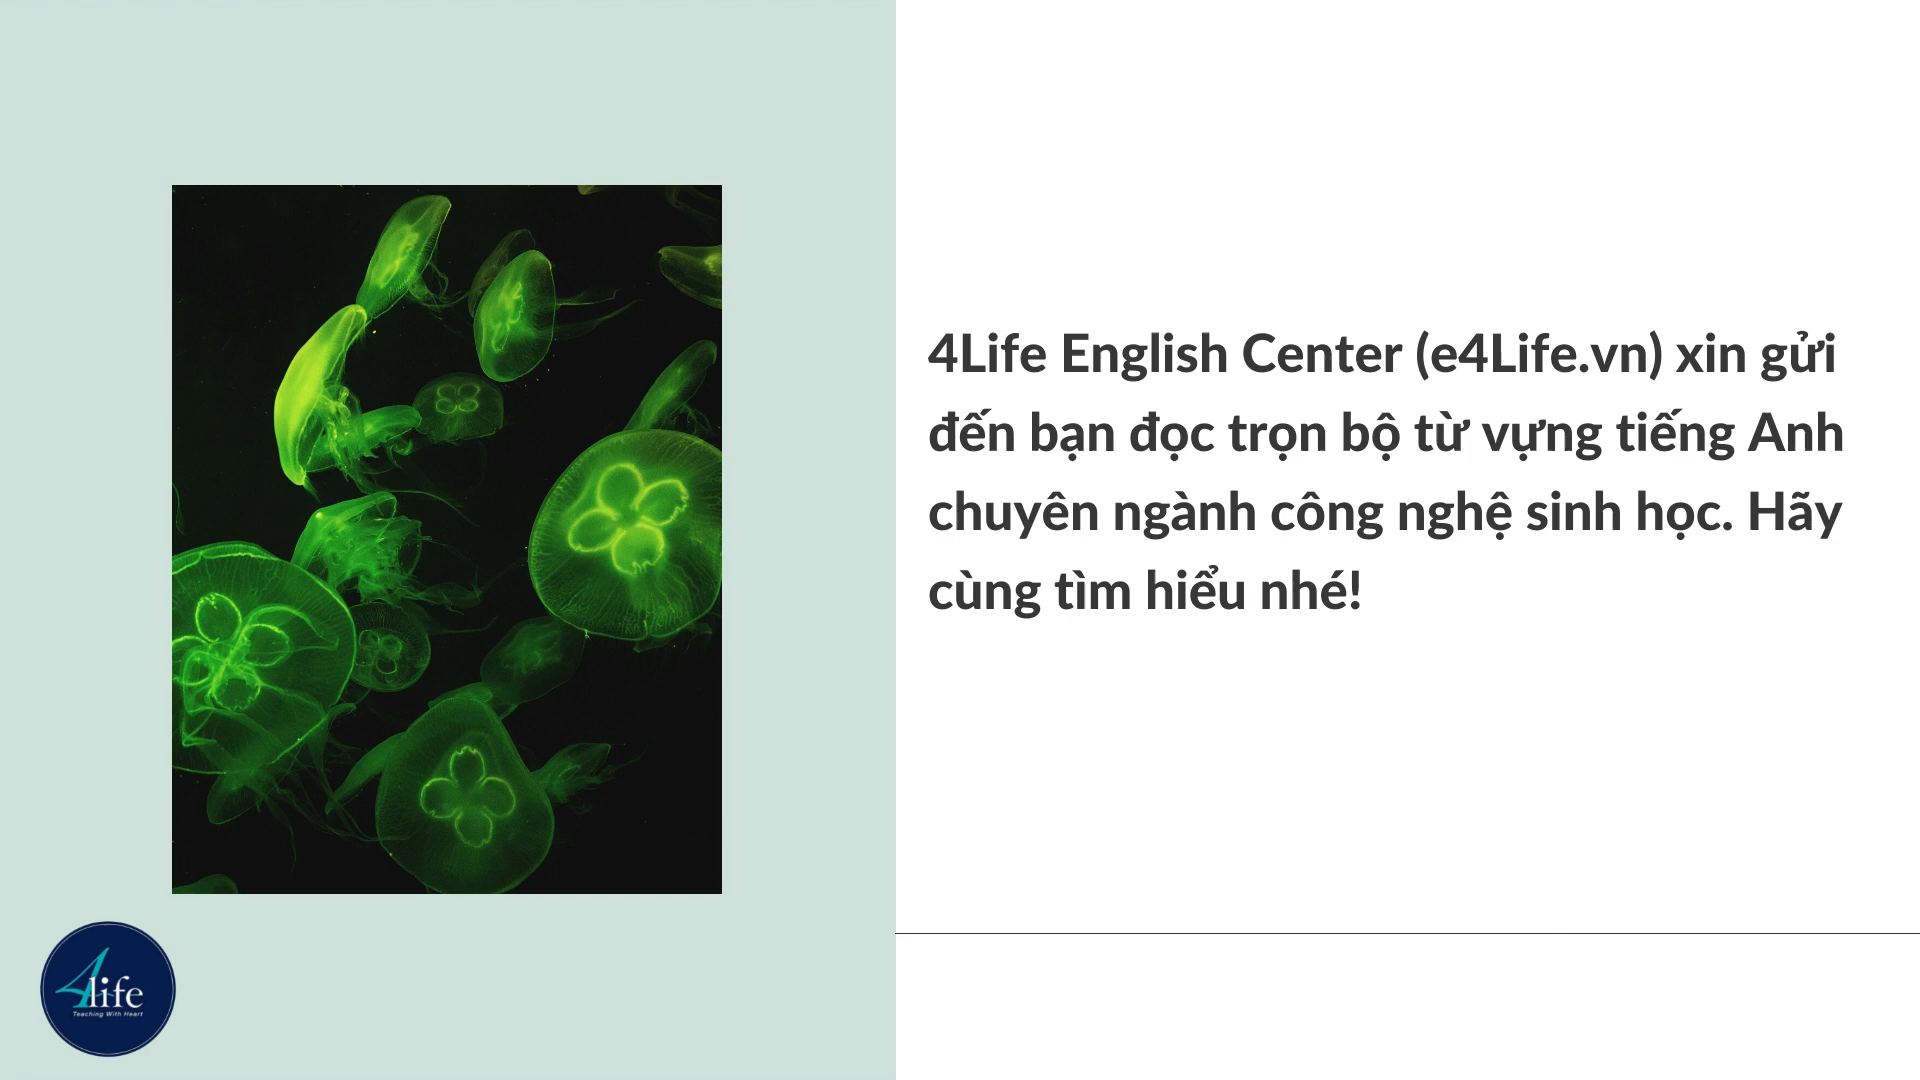 4Life English Center (e4Life.vn) xin gửi
đến bạn đọc trọn bộ từ vựng tiếng Anh
chuyên ngành công nghệ sinh học. Hãy
cùng tìm hiểu nhé!
4life
Teaching With Heart